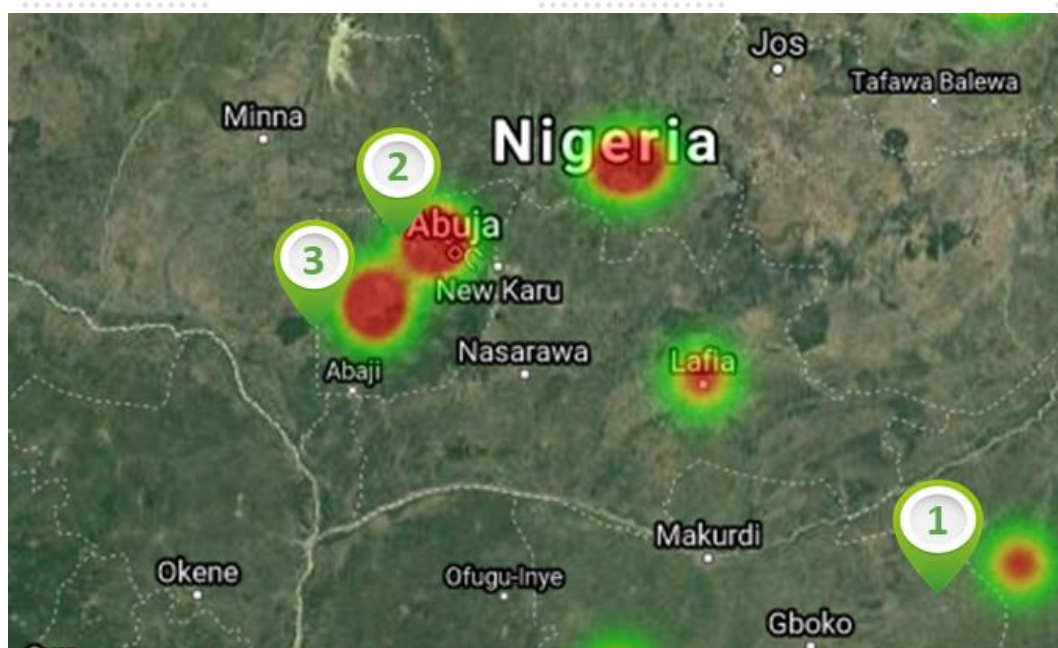 Jos
Tafawa Balewa
Minna
Nigeria
2
Abuja
3
New Karu
Nasarawa
Lafia
Abaji
1
Makurdi
Okene
Ofugu-Inye
Gboko